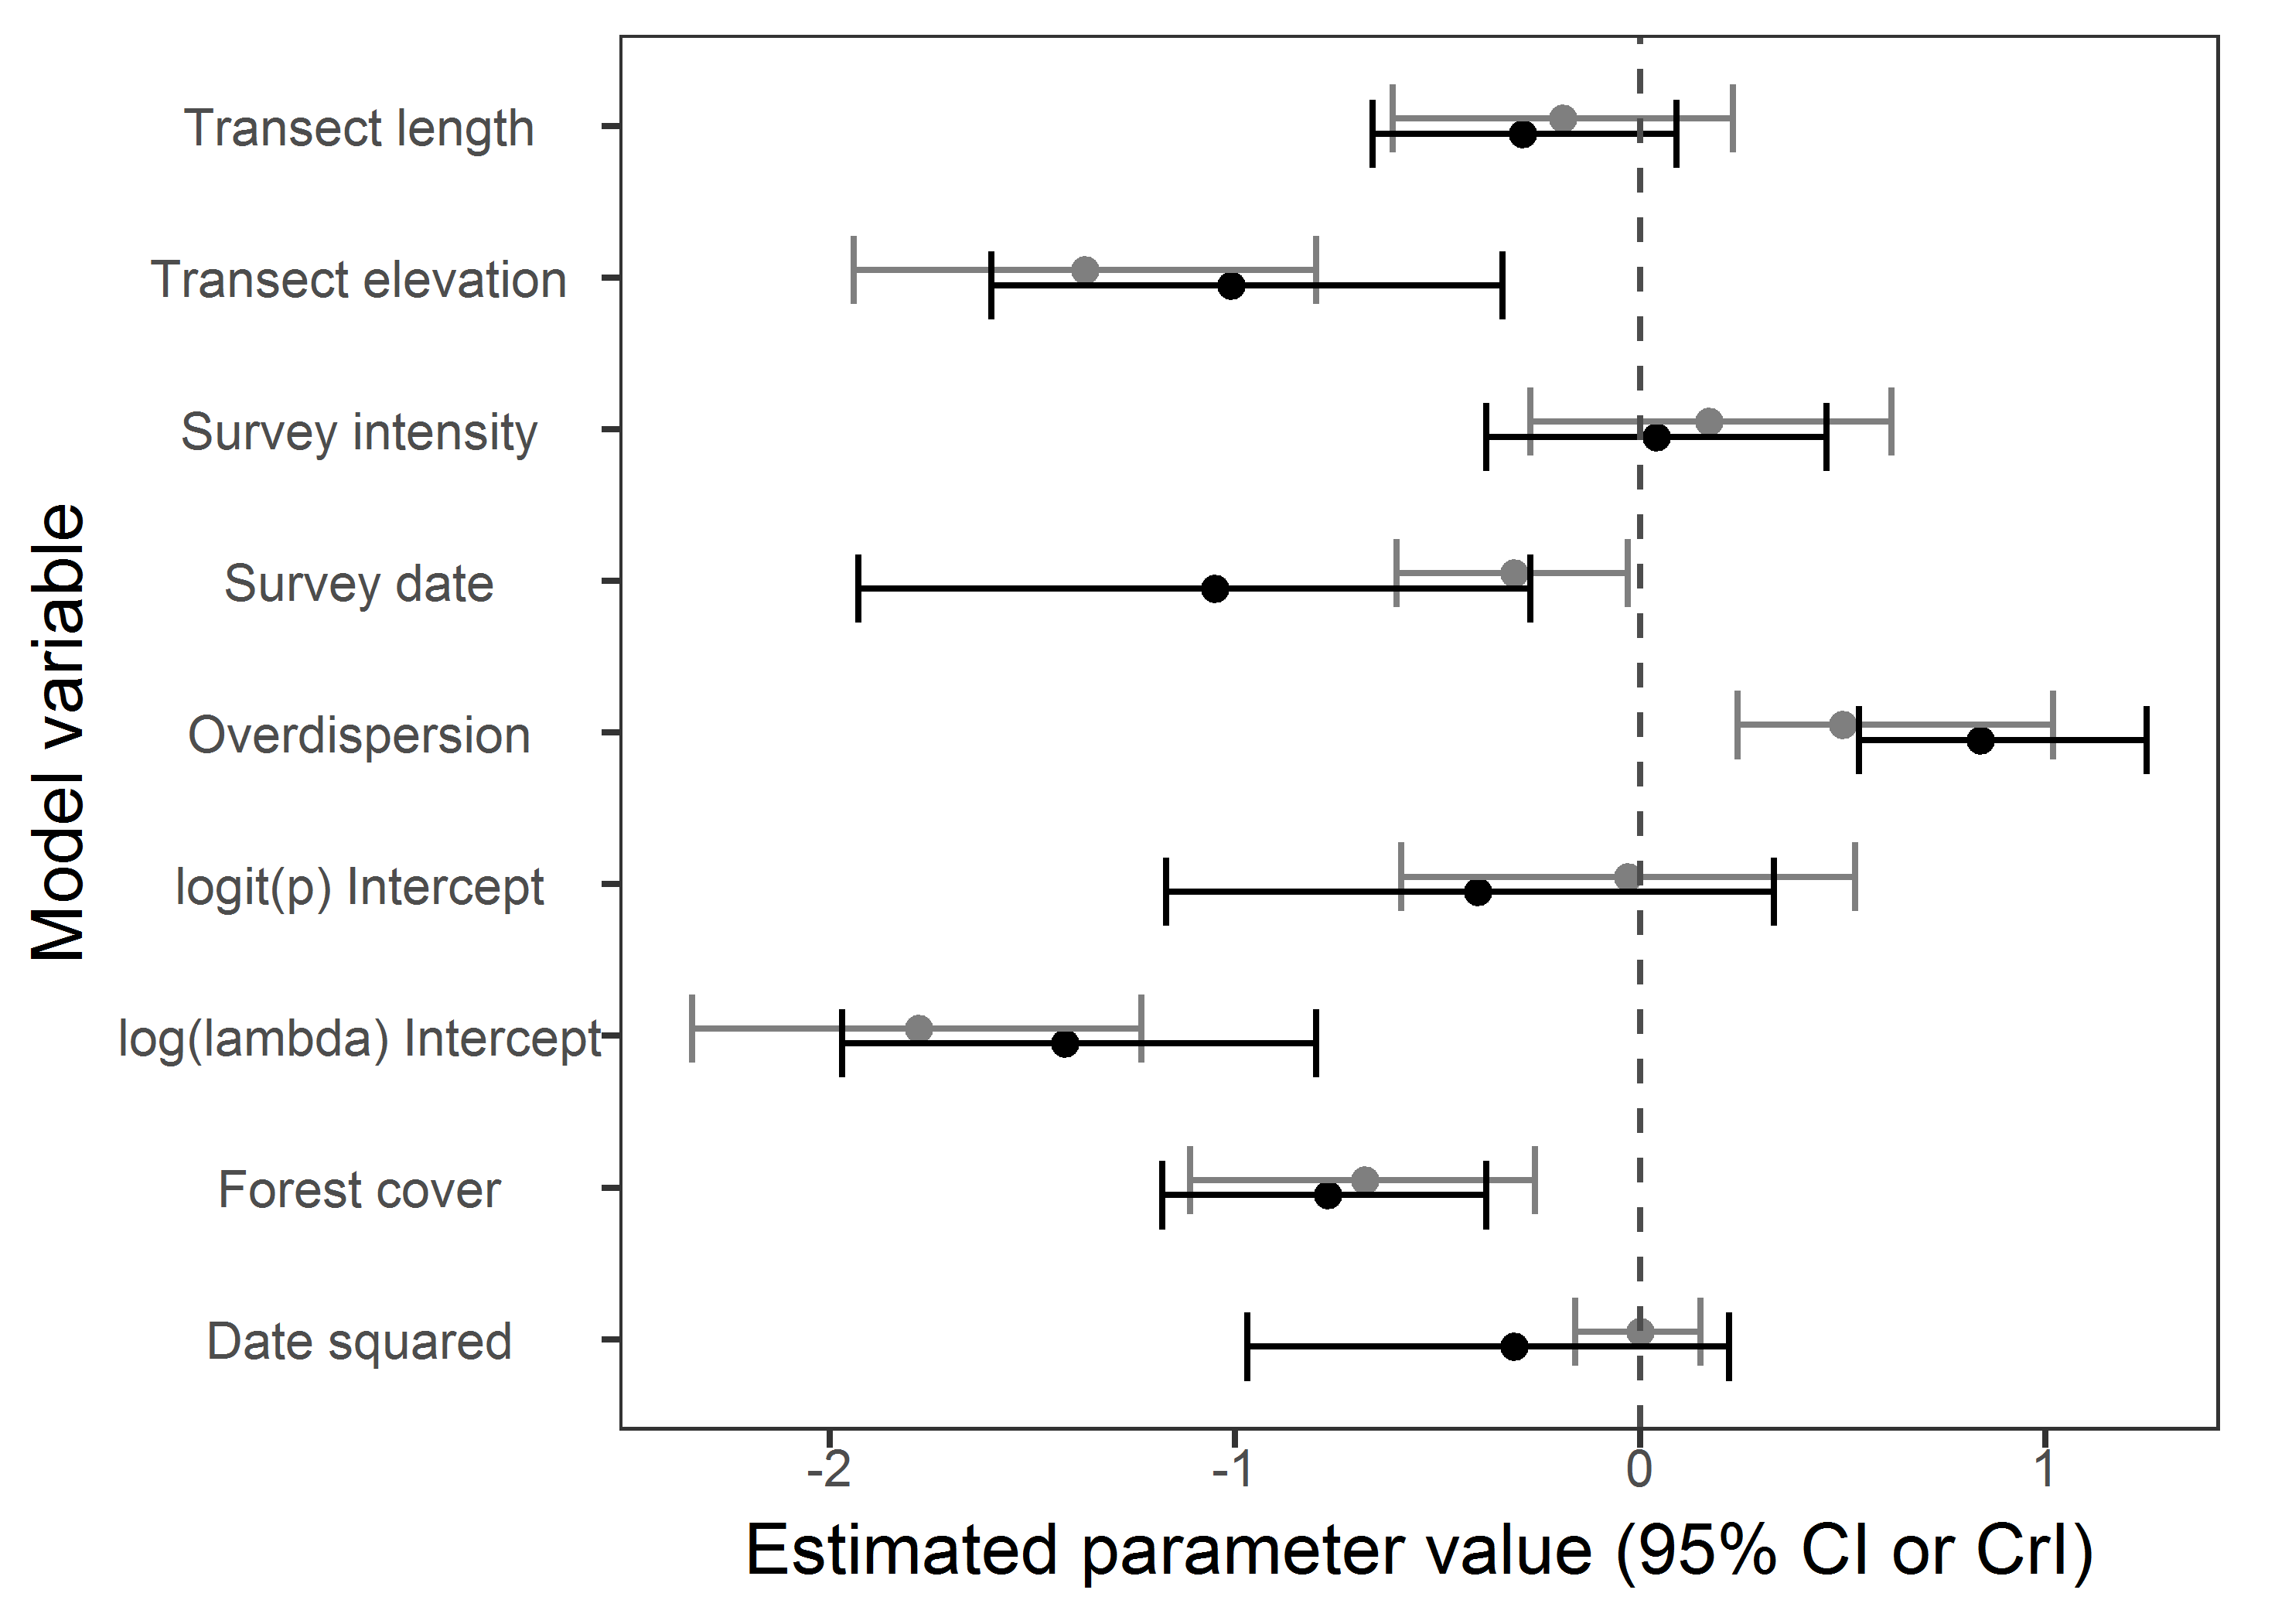 Model variable
Transect length
Transect elevation
Survey intensity
Survey date
Overdispersion
logit(p) Intercept
log(lambda) Intercept
Forest cover
Date squared
-2
-1
0
1
Estimated parameter value (95% CI or CrI)